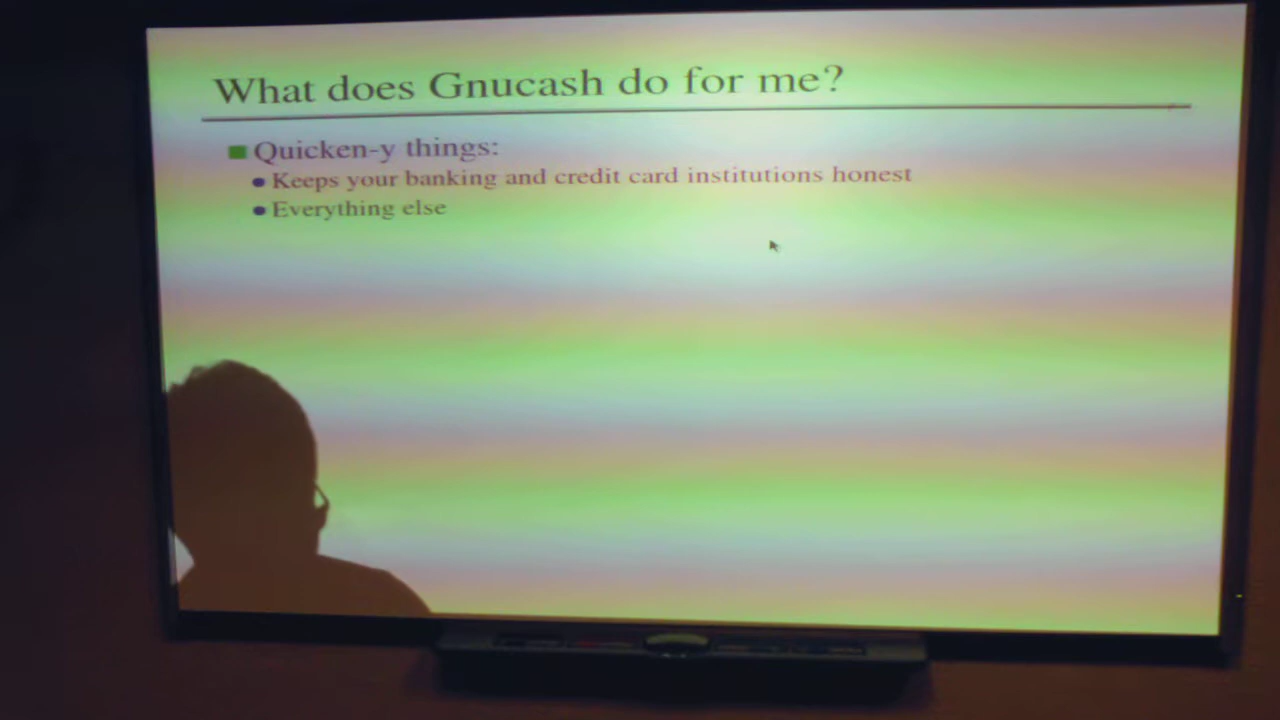 What does Gnucash do for me?
Quicken-y things:
Keeps your banking and credit card institutions honest
Everything else